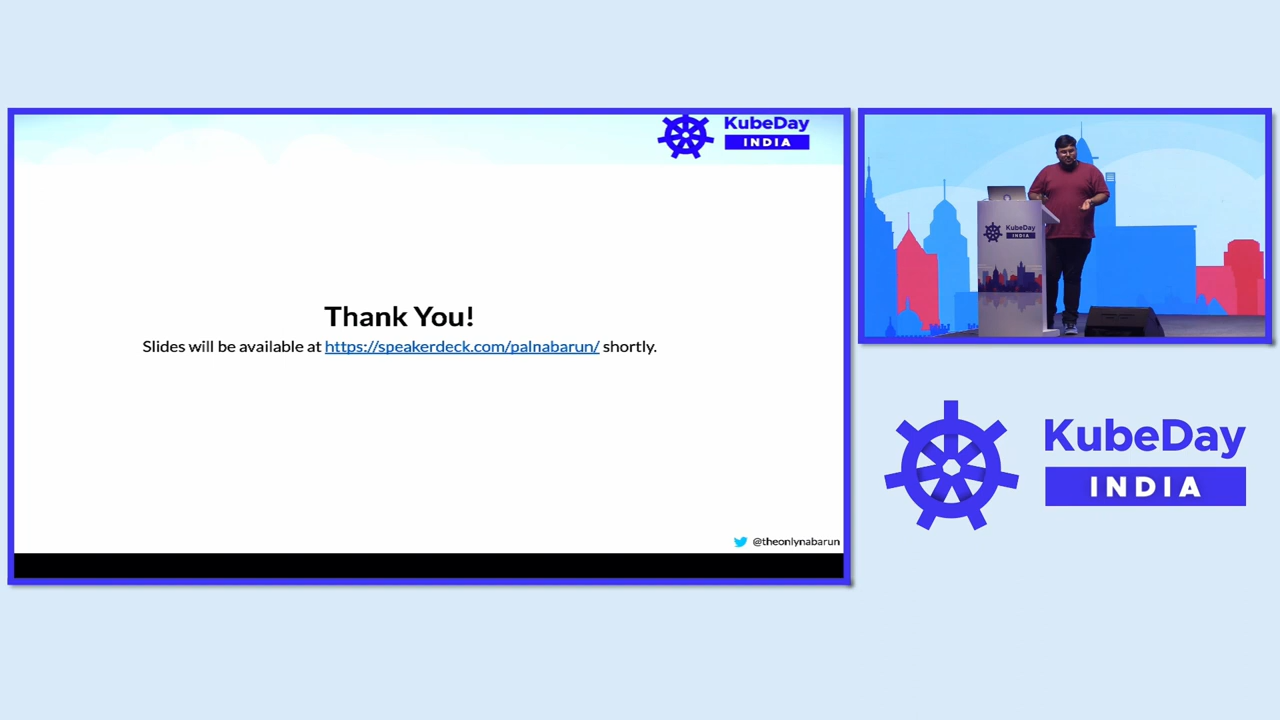 KubeDay
INDIA
Thank You!
Slides will be available at https://speakerdeck.com/palnabarun/ shortly.
@theonlynabarun
KubeDay
INDIA
KubeDay
INDIA